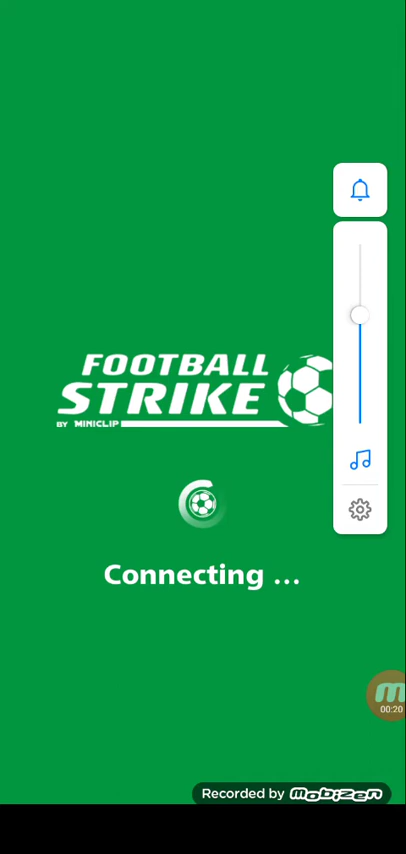 FOOTBALL
STRIKE
BY MINICLIP
Connecting ...
00:20
Recorded by mobizen